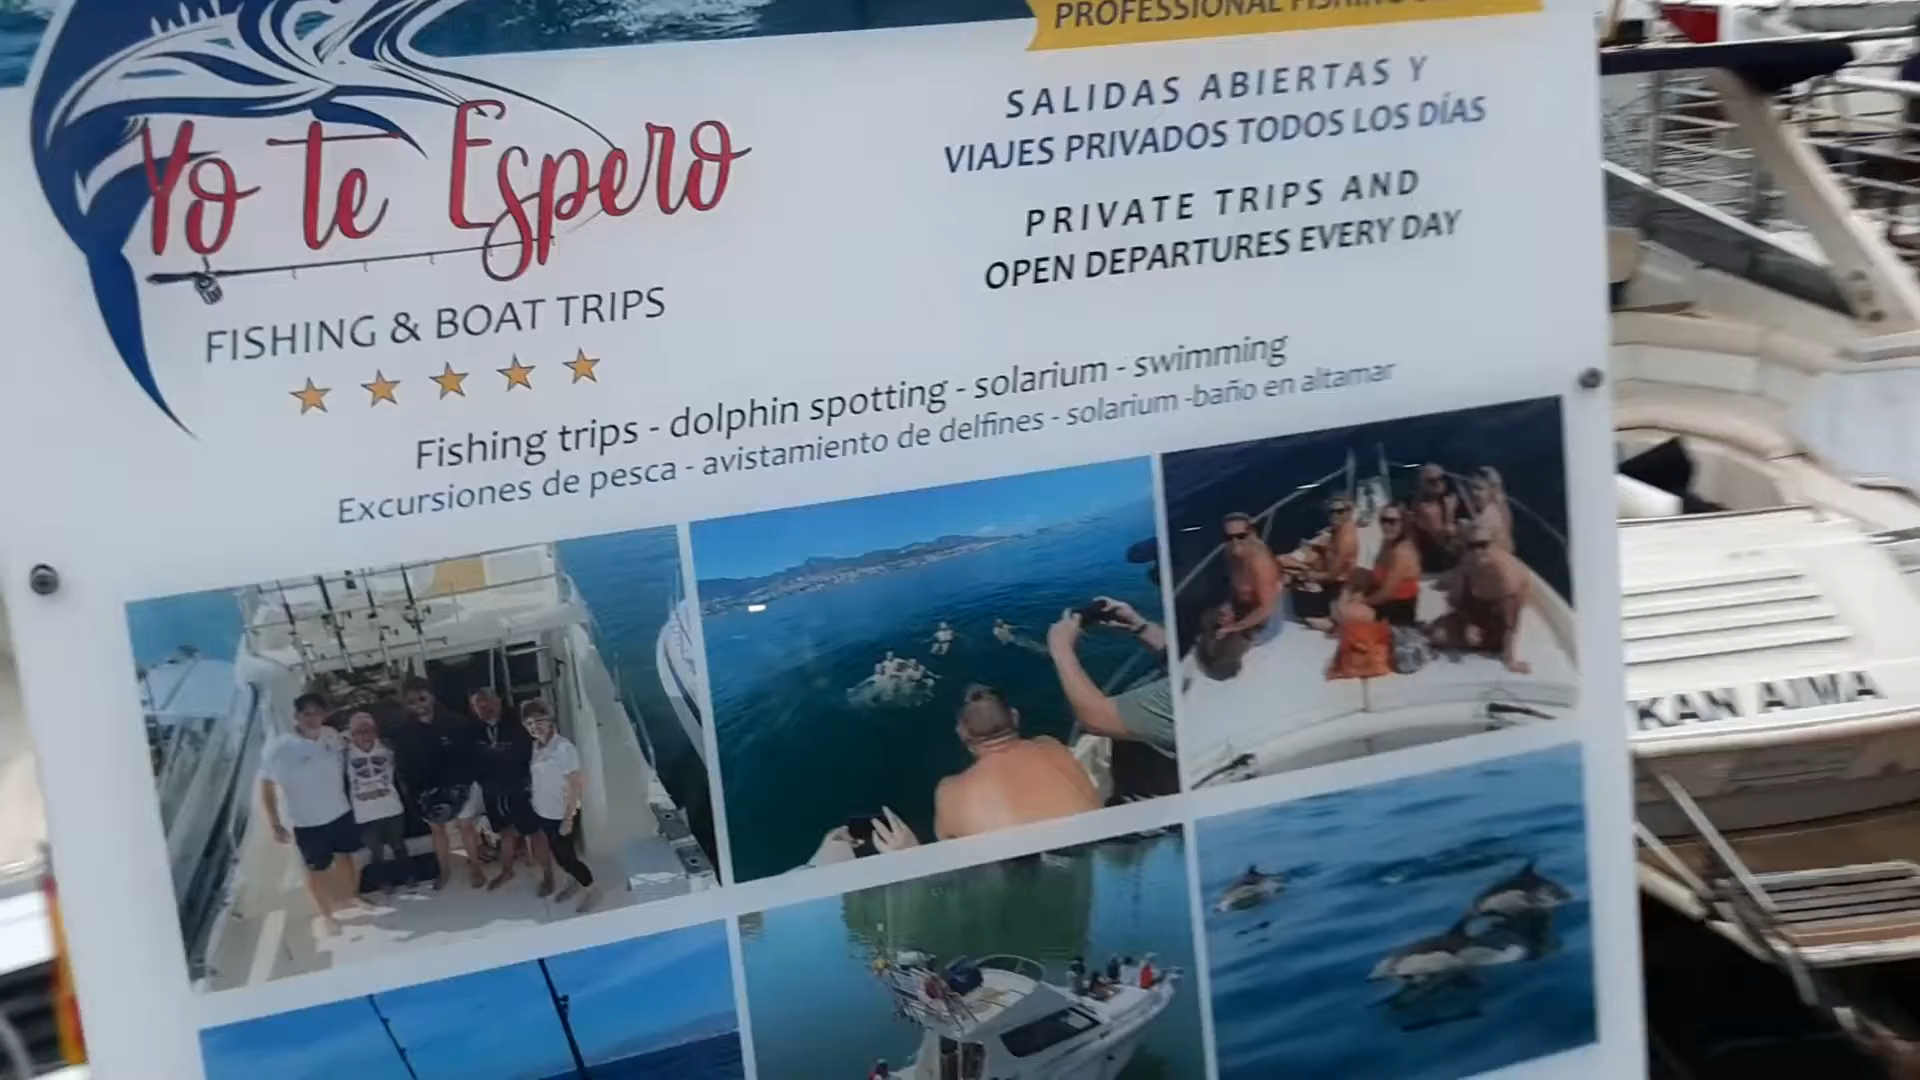 PROFESSIONAL FISHING
Yo te Espero
FISHING & BOAT TRIPS
SALIDAS ABIERTAS Y
VIAJES PRIVADOS TODOS LOS DÍAS
PRIVATE TRIPS AND
OPEN DEPARTURES EVERY DAY
Fishing trips - dolphin spotting - solarium - swimming
Excursiones de pesca - avistamiento de delfines - solarium -baño en altamar
KAN AIMA